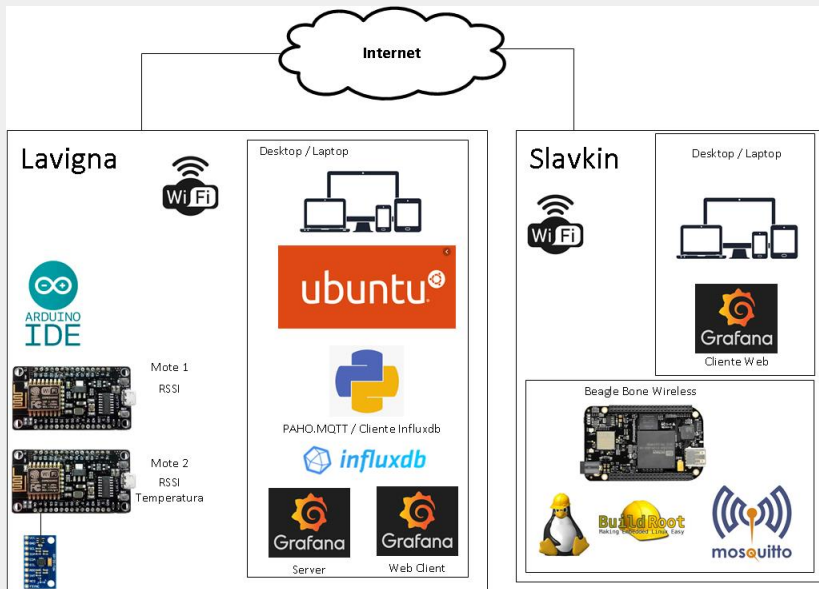 Internet
Lavigna
WiFi
Desktop / Laptop
ubuntu
ARDUINO
IDE
Mote 1
RSSI
Mote 2
RSSI
Temperatura
PAHO.MQTT / Cliente Influxdb
influxdb
Grafana
Server
Grafana
Web Client
Slavkin
WiFi
Desktop / Laptop
Grafana
Cliente Web
Beagle Bone Wireless
BuildRoot
Making Embedded Linux Easy
mosquitto